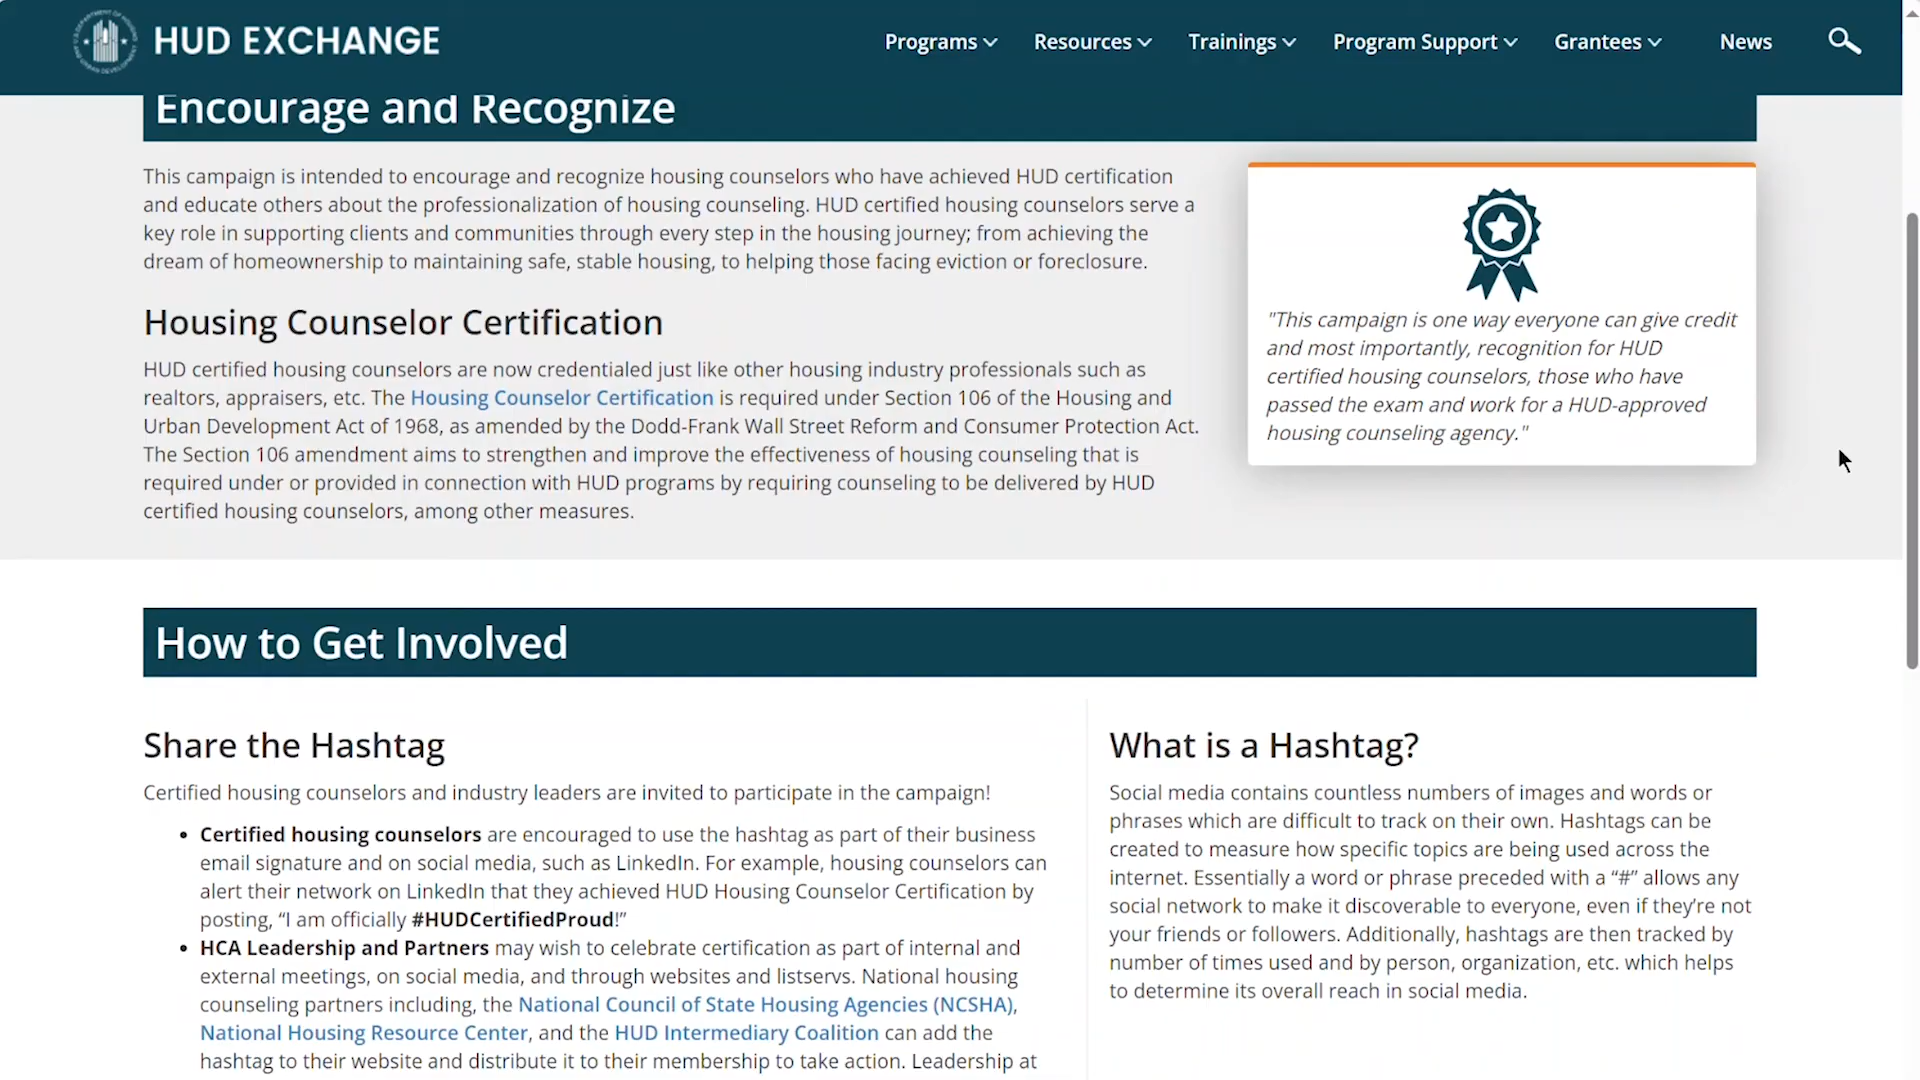 HUD EXCHANGE
Programs
Resources
Trainings
Program Support
Grantees
News
Encourage and Recognize
This campaign is intended to encourage and recognize housing counselors who have achieved HUD certification
and educate others about the professionalization of housing counseling. HUD certified housing counselors serve a
key role in supporting clients and communities through every step in the housing journey; from achieving the
dream of homeownership to maintaining safe, stable housing, to helping those facing eviction or foreclosure.
Housing Counselor Certification
HUD certified housing counselors are now credentialed just like other housing industry professionals such as
realtors, appraisers, etc. The Housing Counselor Certification is required under Section 106 of the Housing and
Urban Development Act of 1968, as amended by the Dodd-Frank Wall Street Reform and Consumer Protection Act.
The Section 106 amendment aims to strengthen and improve the effectiveness of housing counseling that is
required under or provided in connection with HUD programs by requiring counseling to be delivered by HUD
certified housing counselors, among other measures.
"This campaign is one way everyone can give credit
and most importantly, recognition for HUD
certified housing counselors, those who have
passed the exam and work for a HUD-approved
housing counseling agency."
How to Get Involved
Share the Hashtag
Certified housing counselors and industry leaders are invited to participate in the campaign!
• Certified housing counselors are encouraged to use the hashtag as part of their business
email signature and on social media, such as LinkedIn. For example, housing counselors can
alert their network on LinkedIn that they achieved HUD Housing Counselor Certification by
posting, “I am officially #HUDCertifiedProud!”
• HCA Leadership and Partners may wish to celebrate certification as part of internal and
external meetings, on social media, and through websites and listservs. National housing
counseling partners including, the National Council of State Housing Agencies (NCSHA),
National Housing Resource Center, and the HUD Intermediary Coalition can add the
hashtag to their website and distribute it to their membership to take action. Leadership at
What is a Hashtag?
Social media contains countless numbers of images and words or
phrases which are difficult to track on their own. Hashtags can be
created to measure how specific topics are being used across the
internet. Essentially a word or phrase preceded with a “#” allows any
social network to make it discoverable to everyone, even if they’re not
your friends or followers. Additionally, hashtags are then tracked by
number of times used and by person, organization, etc. which helps
to determine its overall reach in social media.